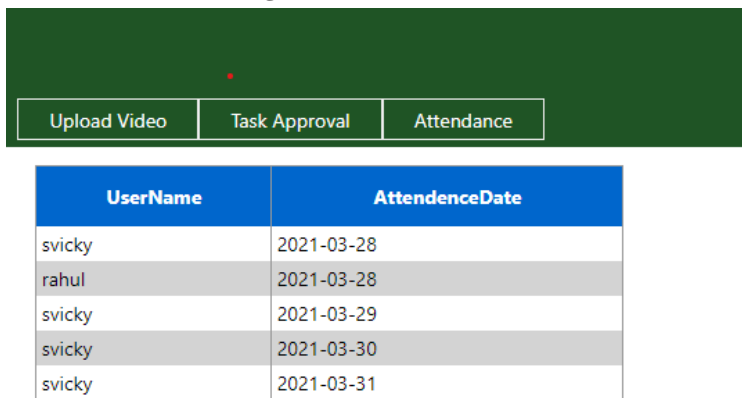 Upload Video Task Approval Attendance
UserName AttendenceDate
svicky 2021-03-28
rahul 2021-03-28
svicky 2021-03-29
svicky 2021-03-30
svicky 2021-03-31